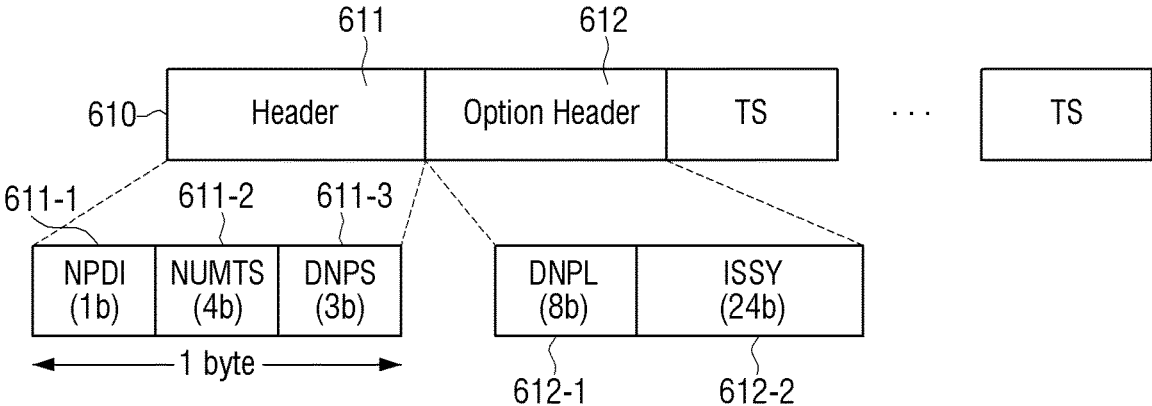 611
612
610
Header
Option Header
TS
. . .
TS
611-1
611-2
611-3
NPDI
(1b)
NUMTS
(4b)
DNPS
(3b)
DNPL
(8b)
ISSY
(24b)
1 byte
612-1
612-2